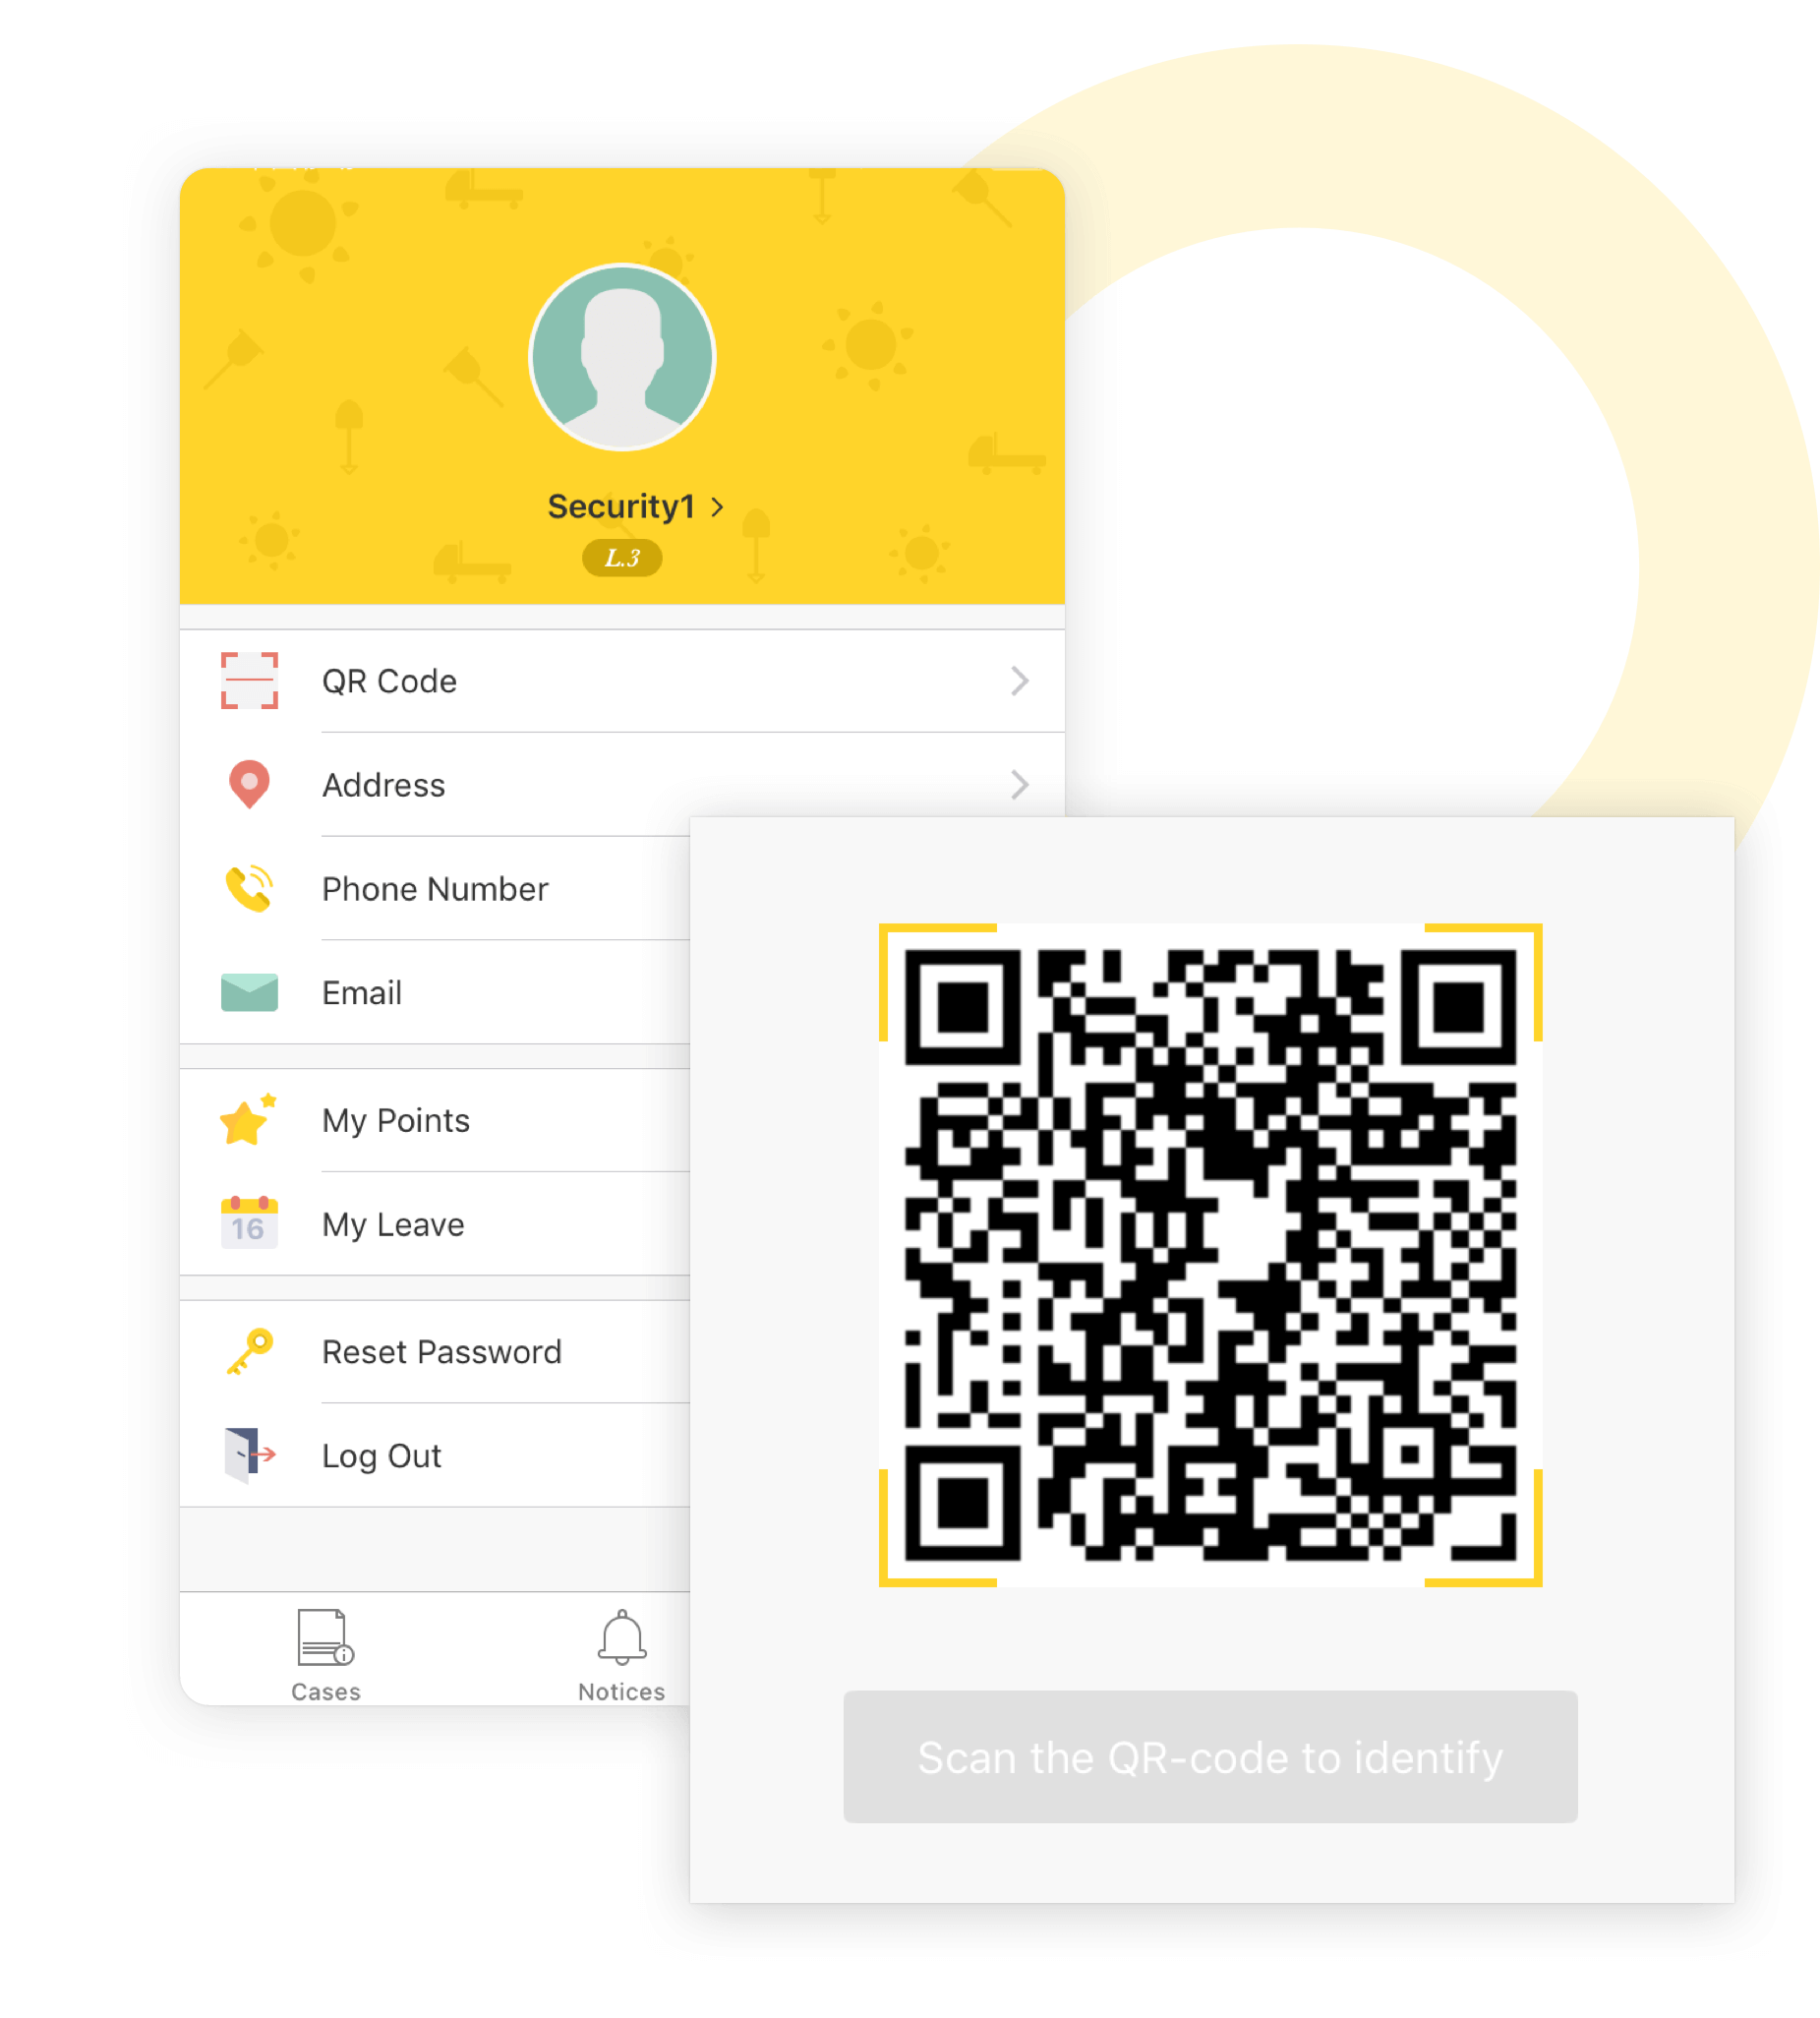 Security1
L.3
QR Code
Address
Phone Number
Email
My Points
16
My Leave
Reset Password
Log Out
Cases
Notices
Scan the QR-code to identify